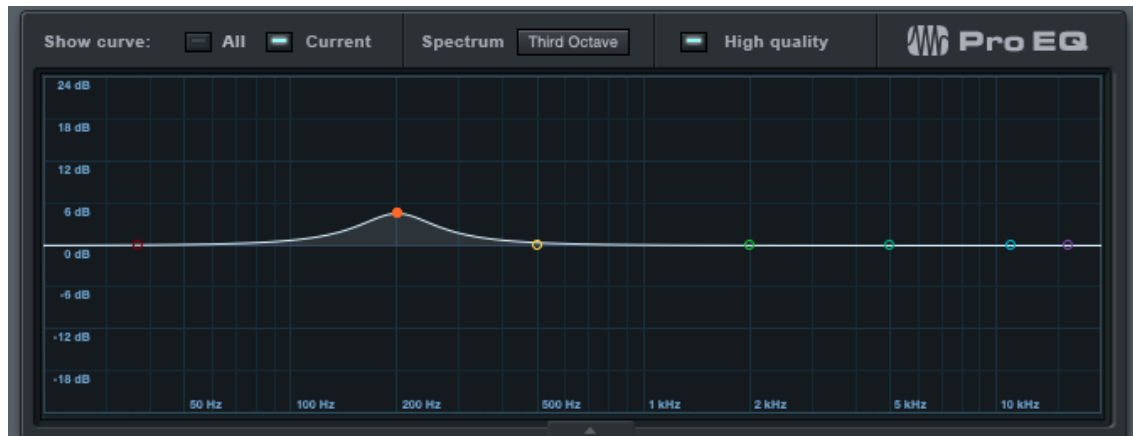 Show curve: All Current Spectrum Third Octave High quality Pro EQ
24 dB
18 dB
12 dB
6 dB
0 dB
-6 dB
-12 dB
-18 dB
50 Hz 100 Hz 200 Hz 500 Hz 1 kHz 2 kHz 5 kHz 10 kHz